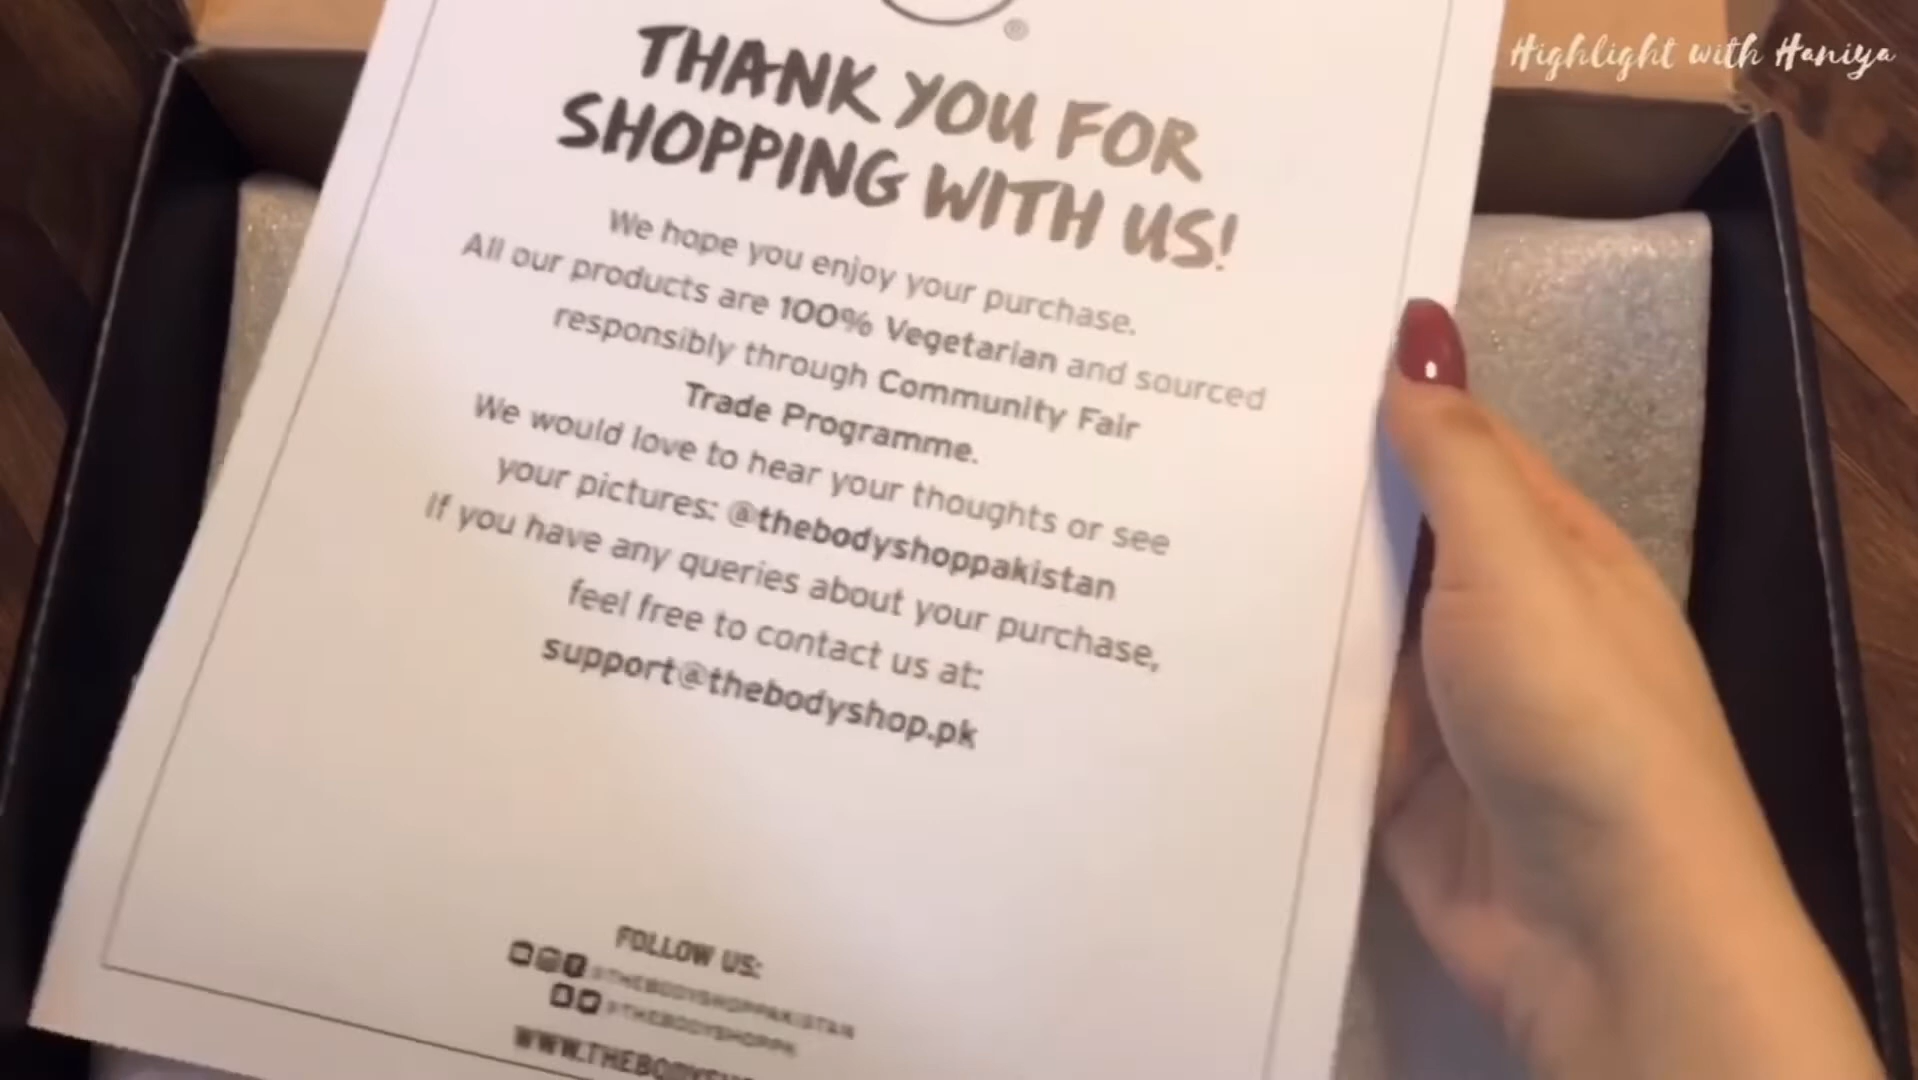 Highlight with Haniya
®
THANK YOU FOR
SHOPPING WITH US!
We hope you enjoy your purchase.
All our products are 100% Vegetarian and sourced
responsibly through Community Fair
Trade Programme.
We would love to hear your thoughts or see
your pictures: @thebodyshoppakistan
If you have any queries about your purchase,
feel free to contact us at:
support@thebodyshop.pk
FOLLOW US:
@THEBODYSHOPPAKISTAN
@THEBODYSHOPPK